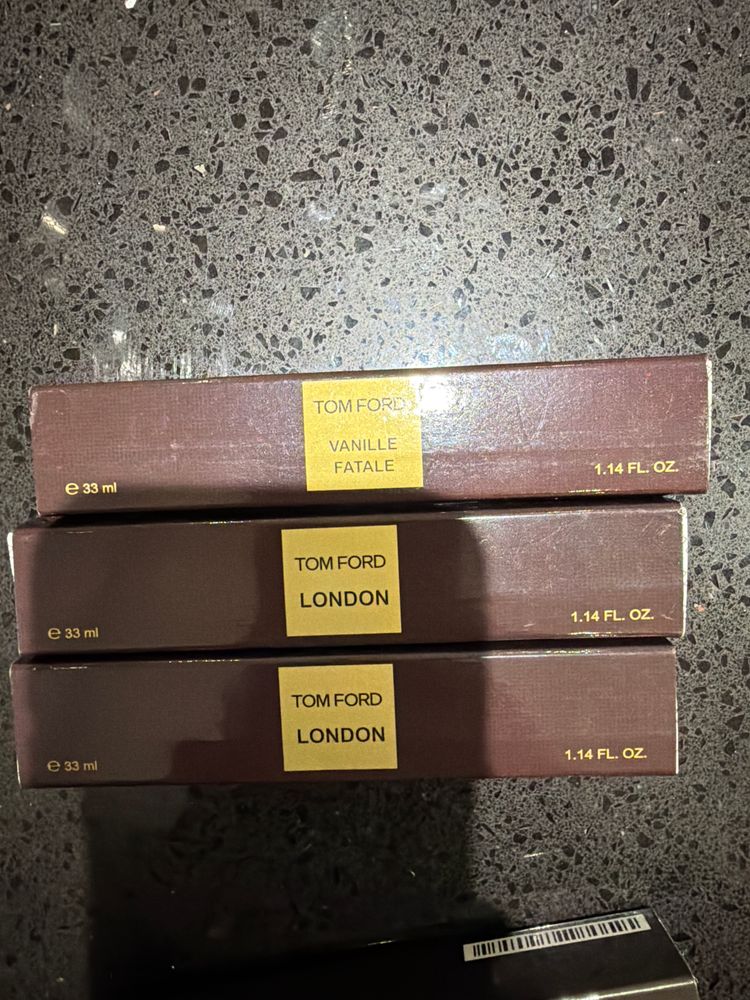 TOM FORD
VANILLE
FATALE
℮ 33 ml
1.14 FL. OZ.
TOM FORD
LONDON
℮ 33 ml
1.14 FL. OZ.
TOM FORD
LONDON
℮ 33 ml
1.14 FL. OZ.